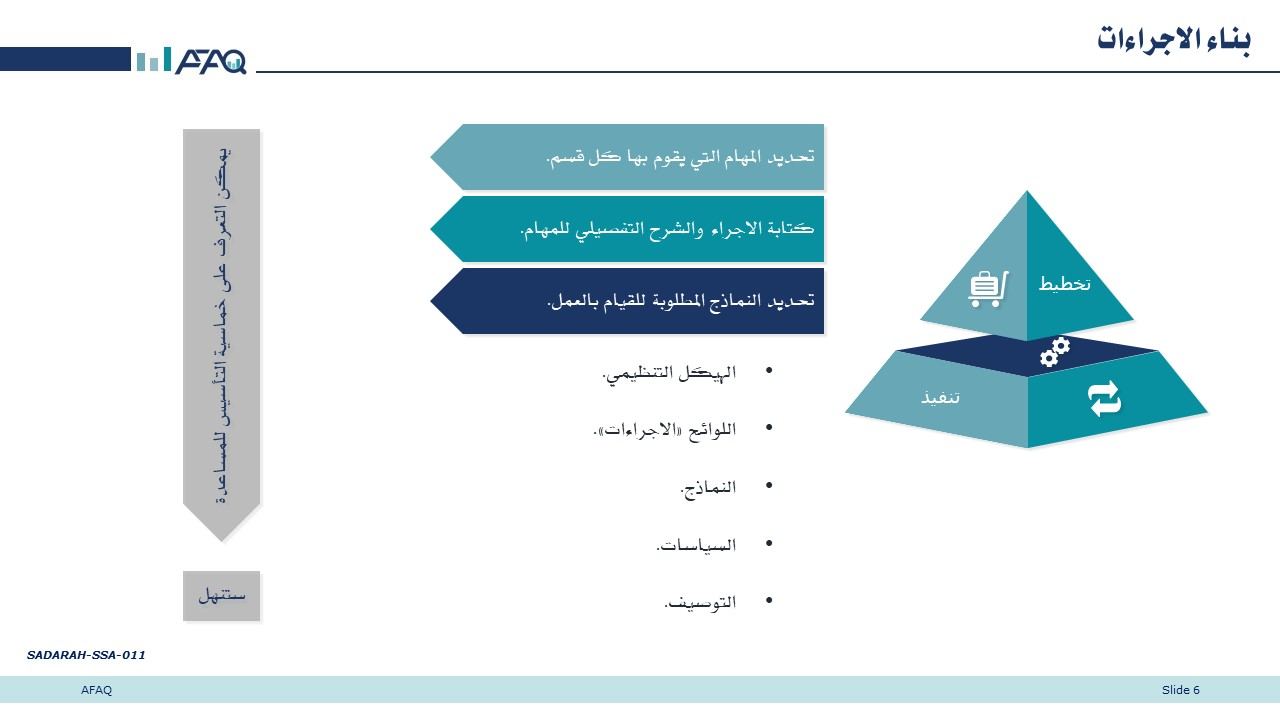 بناء الاجراءات
AFAQ
تحديد المهام التي يقوم بها كل قسم.
كتابة الاجراء والشرح التفصيلي للمهام.
تحديد النماذج المطلوبة للقيام بالعمل.
تخطيط
تنفيذ
• الهيكل التنظيمي.
• اللوائح «الاجراءات».
• النماذج.
• السياسات.
• التوصيف.
يمكن التعرف على خماسية التأسيس للمساعدة
ستنهل
SADARAH-SSA-011
AFAQ
Slide 6